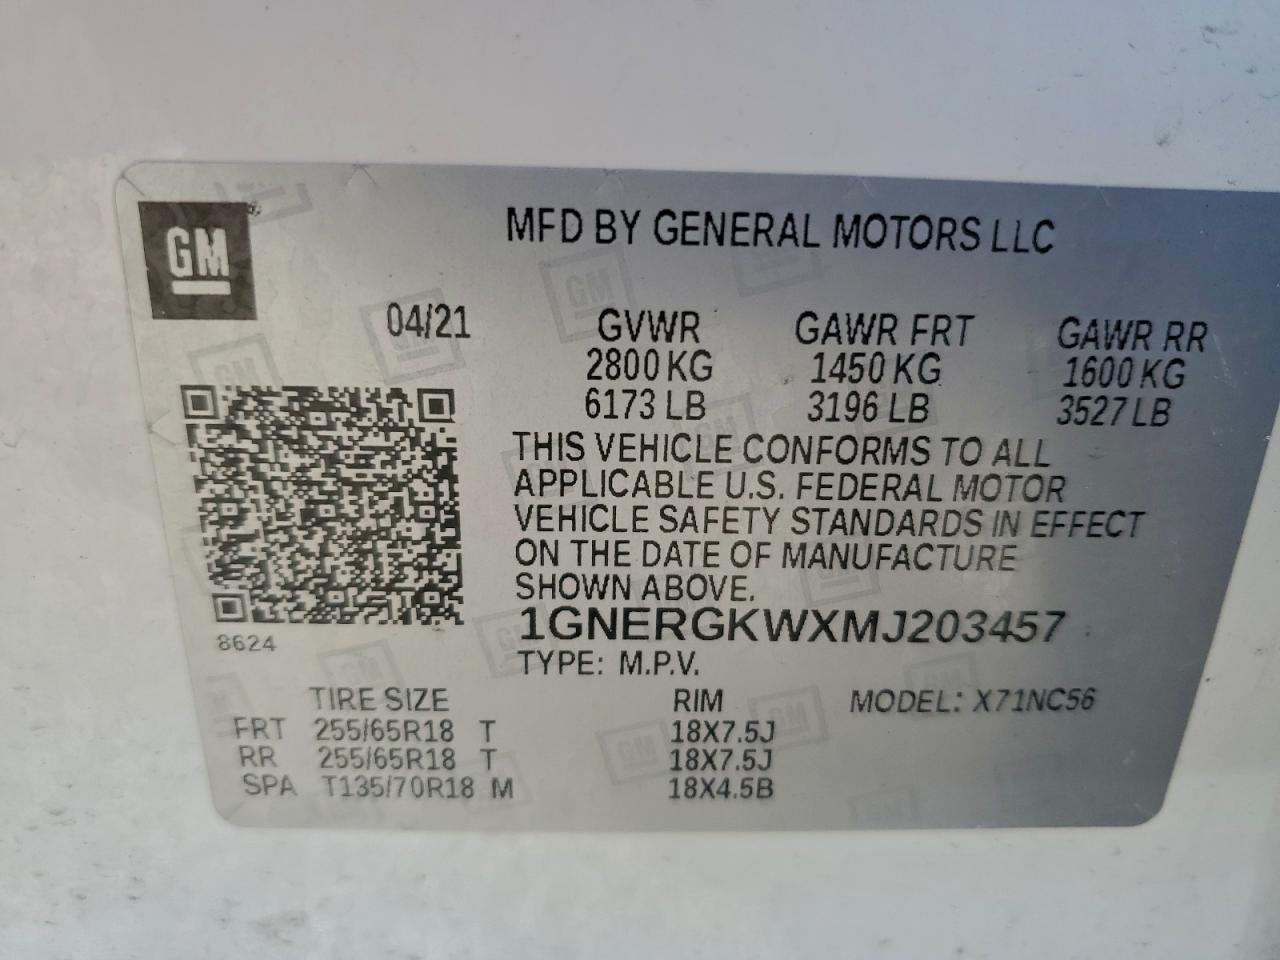 GM
MFD BY GENERAL MOTORS LLC
04/21
GVWR GAWR FRT GAWR RR
2800 KG 1450 KG 1600 KG
6173 LB 3196 LB 3527 LB
THIS VEHICLE CONFORMS TO ALL
APPLICABLE U.S. FEDERAL MOTOR
VEHICLE SAFETY STANDARDS IN EFFECT
ON THE DATE OF MANUFACTURE
SHOWN ABOVE.
1GNERGKWXMJ203457
8624
TYPE: M.P.V.
TIRE SIZE RIM MODEL: X71NC56
FRT 255/65R18 T 18X7.5J
RR 255/65R18 T 18X7.5J
SPA T135/70R18 M 18X4.5B